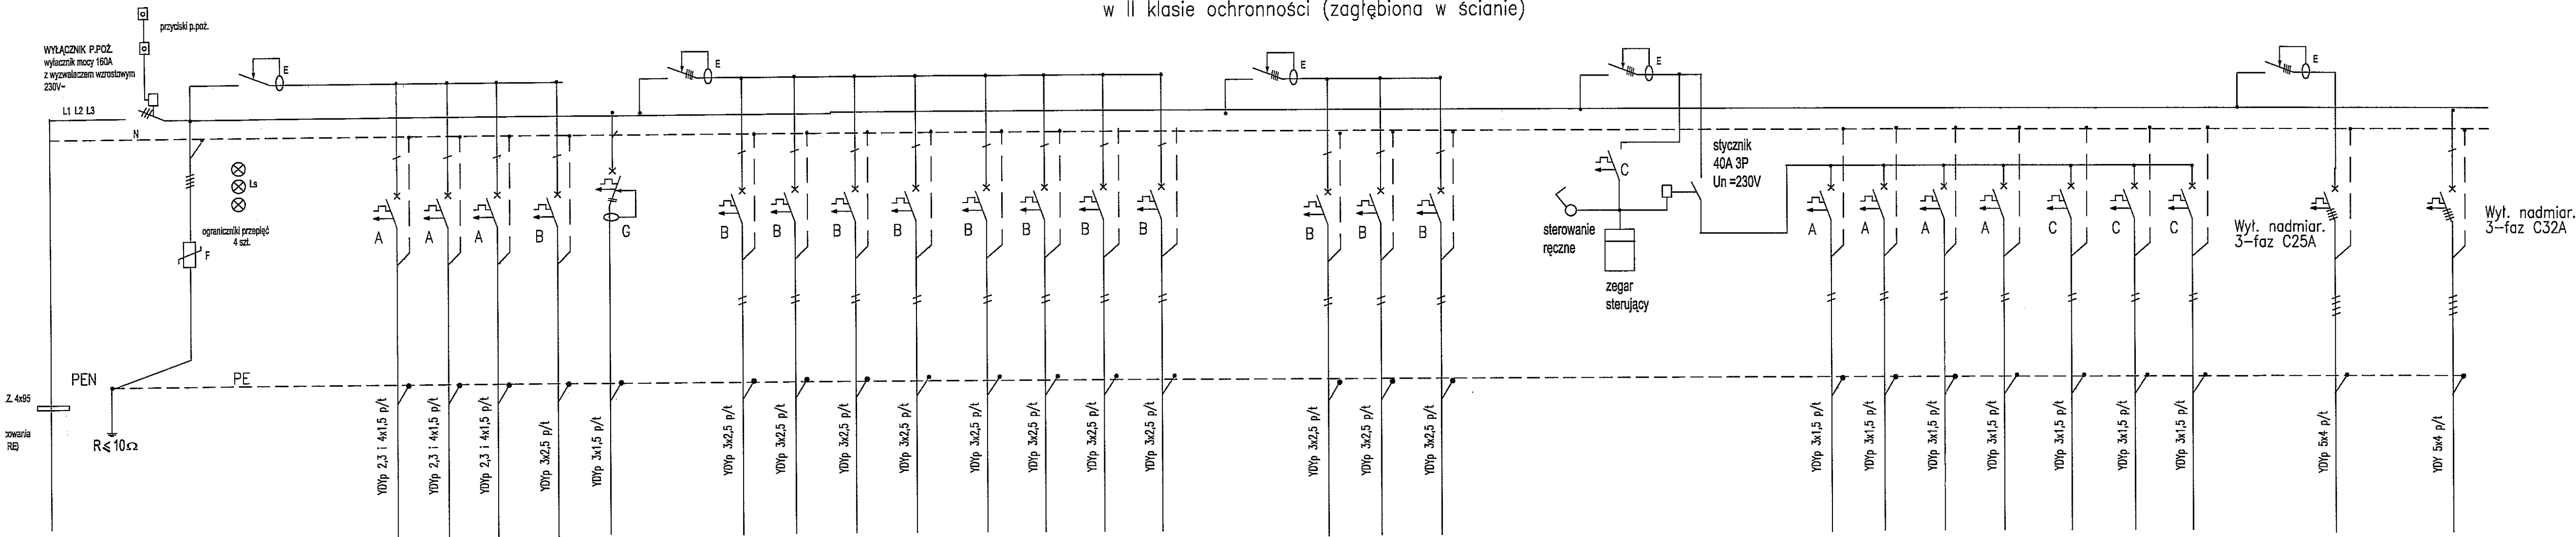 w II klasie ochronności (zagłębiona w ścianie)
przyciski p.poż.
WYŁĄCZNIK P.POŻ.
wyłacznik mocy 160A
z wyzwalaczem wzrostowym
230V~
L1 L2 L3
N
E
E
E
E
E
Ls
ograniczniki przepięć
4 szt.
F
A
A
A
B
G
B
B
B
B
B
B
B
B
B
B
B
C
stycznik
40A 3P
Un =230V
sterowanie
ręczne
zegar
sterujący
A
A
A
A
C
C
C
Wył. nadmiar.
3-faz C25A
Wył. nadmiar.
3-faz C32A
PEN
PE
.Z. 4x95
R≤10Ω
YDYp 2,3 i 4x1,5 p/t
YDYp 2,3 i 4x1,5 p/t
YDYp 2,3 i 4x1,5 p/t
YDYp 3x2,5 p/t
YDYp 3x1,5 p/t
YDYp 3x2,5 p/t
YDYp 3x2,5 p/t
YDYp 3x2,5 p/t
YDYp 3x2,5 p/t
YDYp 3x2,5 p/t
YDYp 3x2,5 p/t
YDYp 3x2,5 p/t
YDYp 3x2,5 p/t
YDYp 3x2,5 p/t
YDYp 3x2,5 p/t
YDYp 3x2,5 p/t
YDYp 3x1,5 p/t
YDYp 3x1,5 p/t
YDYp 3x1,5 p/t
YDYp 3x1,5 p/t
YDYp 3x1,5 p/t
YDYp 3x1,5 p/t
YDYp 3x1,5 p/t
YDYp 5x4 p/t
YDY 5x4 p/t